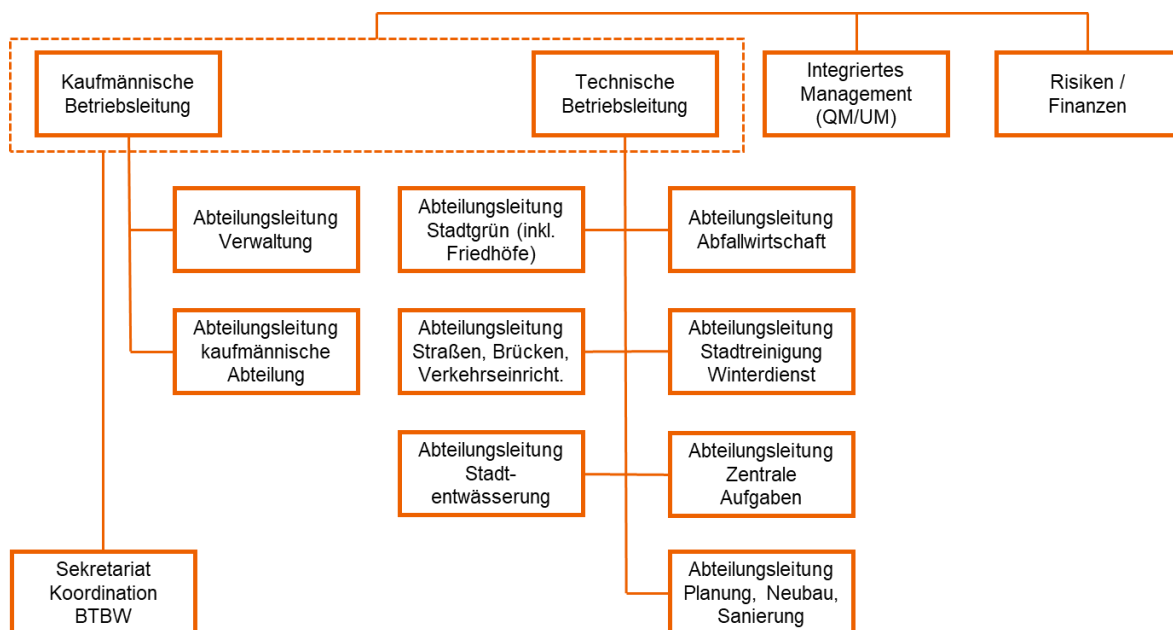 Kaufmännische
Betriebsleitung
Technische
Betriebsleitung
Integriertes
Management
(QM/UM)
Risiken /
Finanzen
Abteilungsleitung
Verwaltung
Abteilungsleitung
Stadtgrün (inkl.
Friedhöfe)
Abteilungsleitung
Abfallwirtschaft
Abteilungsleitung
kaufmännische
Abteilung
Abteilungsleitung
Straßen, Brücken,
Verkehrseinricht.
Abteilungsleitung
Stadtreinigung
Winterdienst
Abteilungsleitung
Stadt-
entwässerung
Abteilungsleitung
Zentrale
Aufgaben
Sekretariat
Koordination
BTBW
Abteilungsleitung
Planung, Neubau,
Sanierung